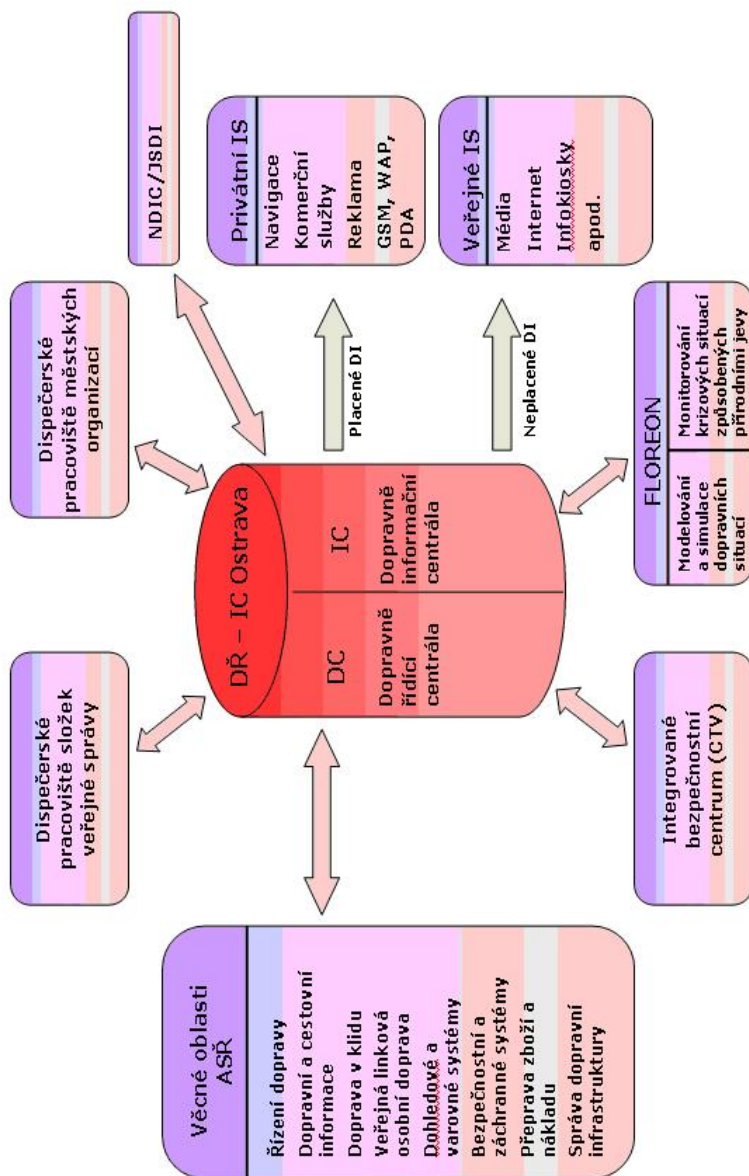 Dispečerské
pracoviště složek
veřejné správy
Dispečerské
pracoviště městských
organizací
NDIC/JSDI
Věcné oblasti
ASŘ
Řízení dopravy
Dopravní a cestovní
informace
Doprava v klidu
Veřejná linková
osobní doprava
Dohledové a
varovné systémy
Bezpečnostní a
záchranné systémy
Přeprava zboží a
nákladu
Správa dopravní
infrastruktury
DŘ – IC Ostrava
DC
Dopravně
řídící
centrála
IC
Dopravně
informační
centrála
Placené DI
Neplacené DI
Privátní IS
Navigace
Komerční
služby
Reklama
GSM, WAP,
PDA
Veřejné IS
Média
Internet
Infokiosky
apod.
Integrované
bezpečnostní
centrum (CTV)
FLOREON
Modelování
a simulace
dopravních
situací
Monitorování
krizových situací
způsobených
přírodními jevy